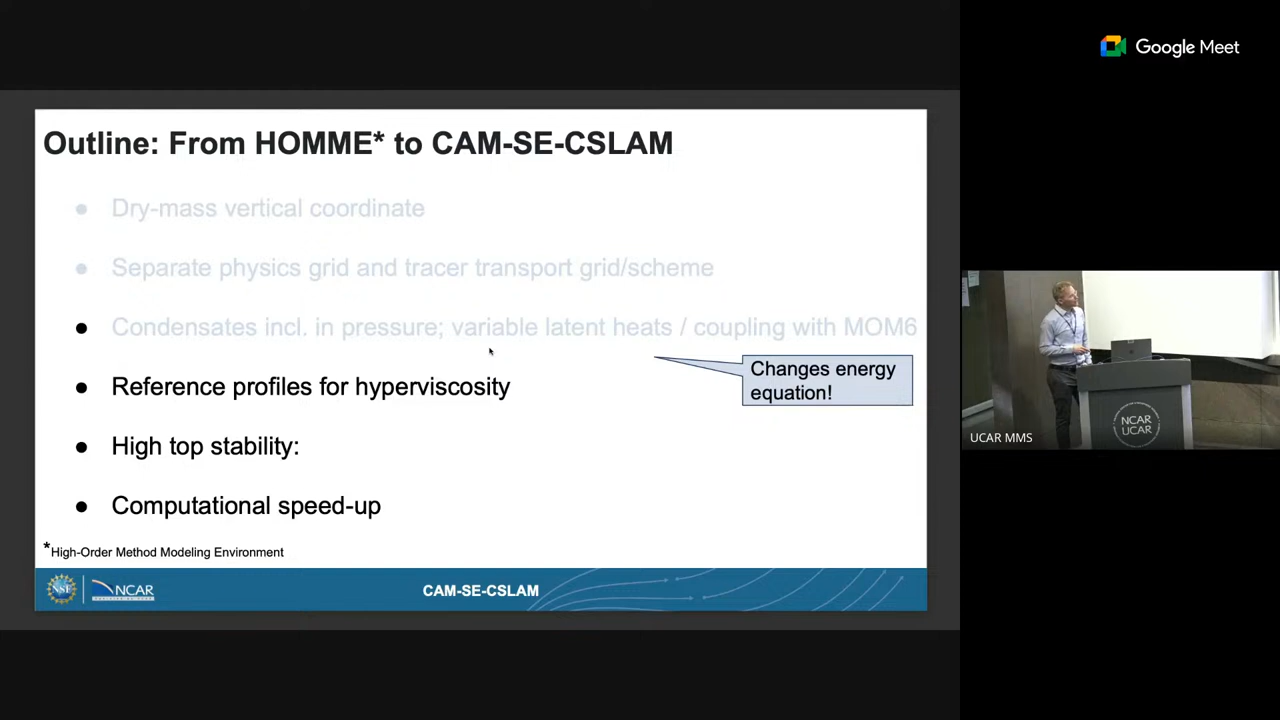 Google Meet
Outline: From HOMME* to CAM-SE-CSLAM
● Dry-mass vertical coordinate
● Separate physics grid and tracer transport grid/scheme
● Condensates incl. in pressure; variable latent heats / coupling with MOM6
Changes energy
equation!
● Reference profiles for hyperviscosity
● High top stability:
● Computational speed-up
*High-Order Method Modeling Environment
NSF
NCAR
CAM-SE-CSLAM
NCAR
UCAR
UCAR MMS